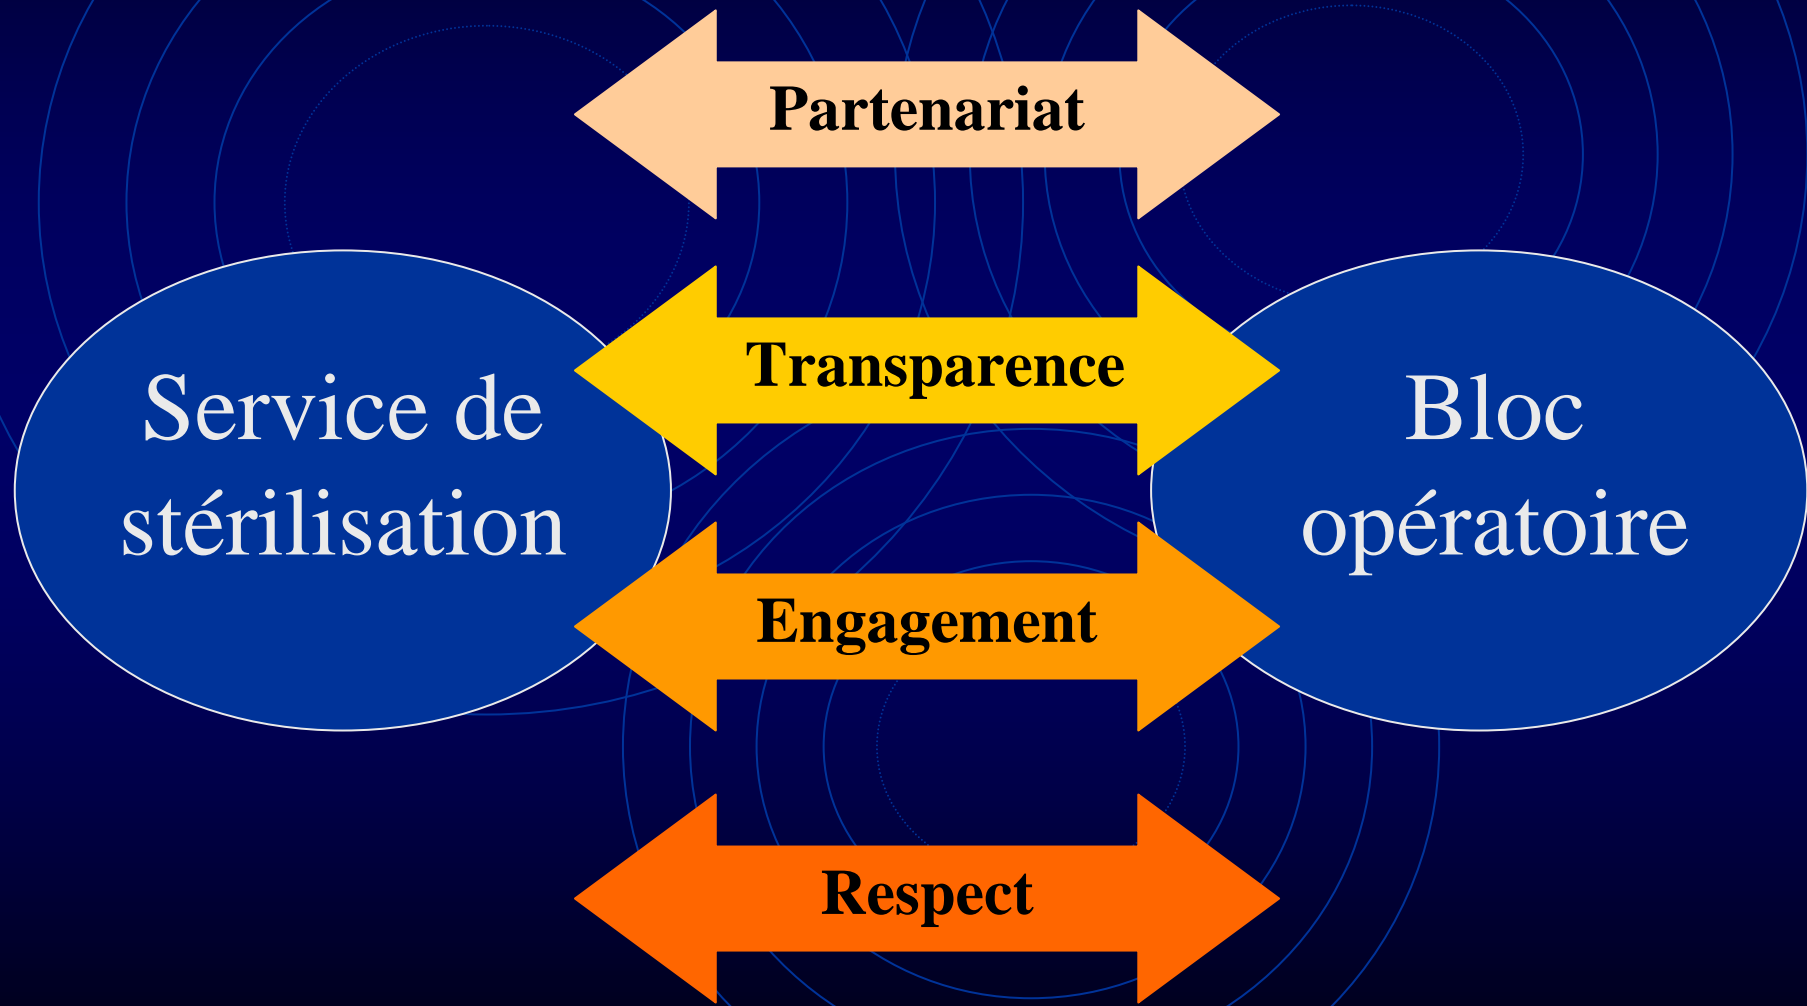 Partenariat
Transparence
Service de
stérilisation
Bloc
opératoire
Engagement
Respect